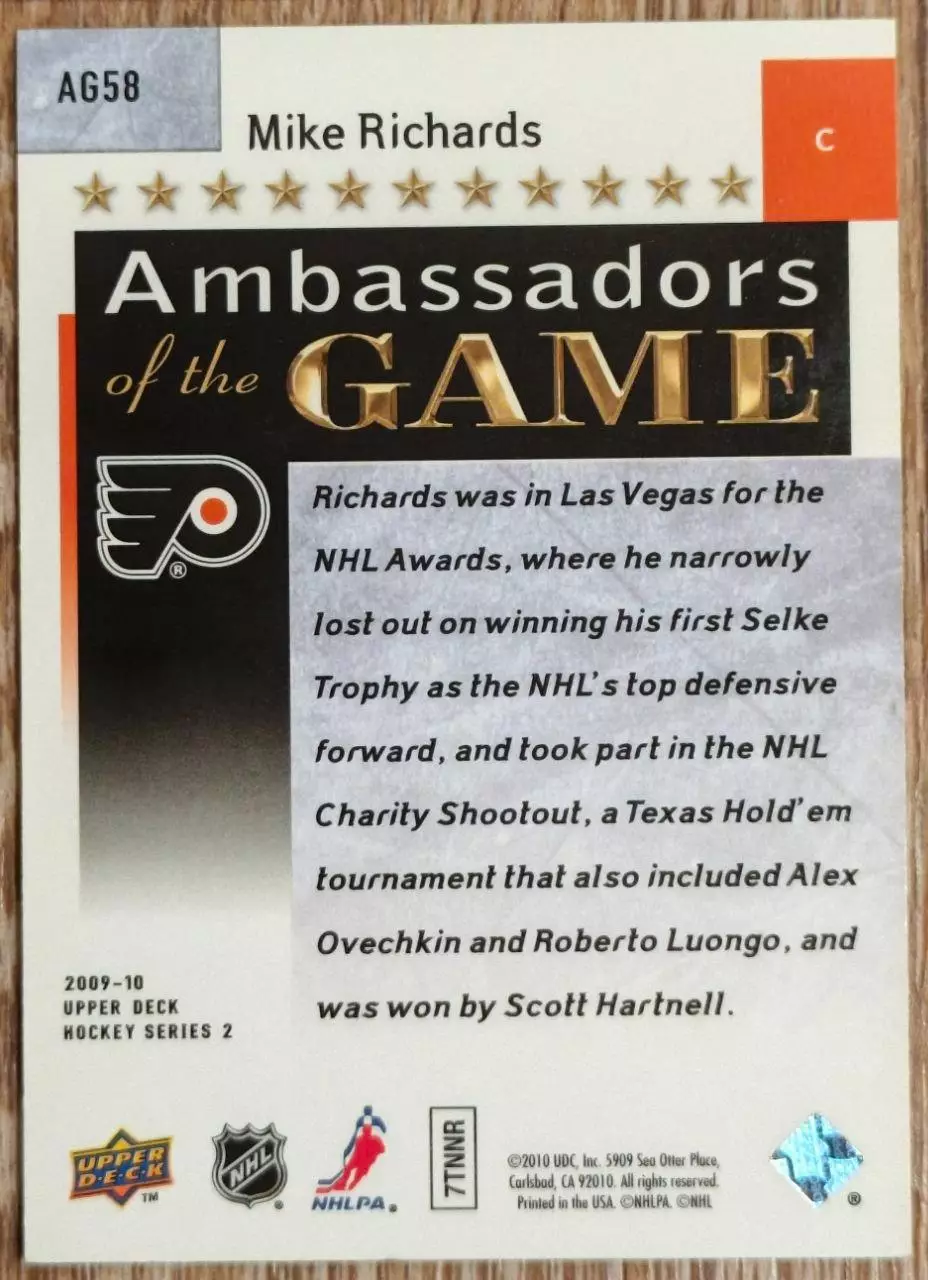 AG58
Mike Richards
C
Ambassadors
of the GAME
®
Richards was in Las Vegas for the
NHL Awards, where he narrowly
lost out on winning his first Selke
Trophy as the NHL's top defensive
forward, and took part in the NHL
Charity Shootout, a Texas Hold'em
tournament that also included Alex
Ovechkin and Roberto Luongo, and
was won by Scott Hartnell.
2009-10
UPPER DECK
HOCKEY SERIES 2
UPPER
D·E·C·K
TM
NHL
®
NHLPA®
7TNNR
©2010 UDC, Inc. 5909 Sea Otter Place,
Carlsbad, CA 92010. All rights reserved.
Printed in the USA. ©NHLPA. ©NHL
®